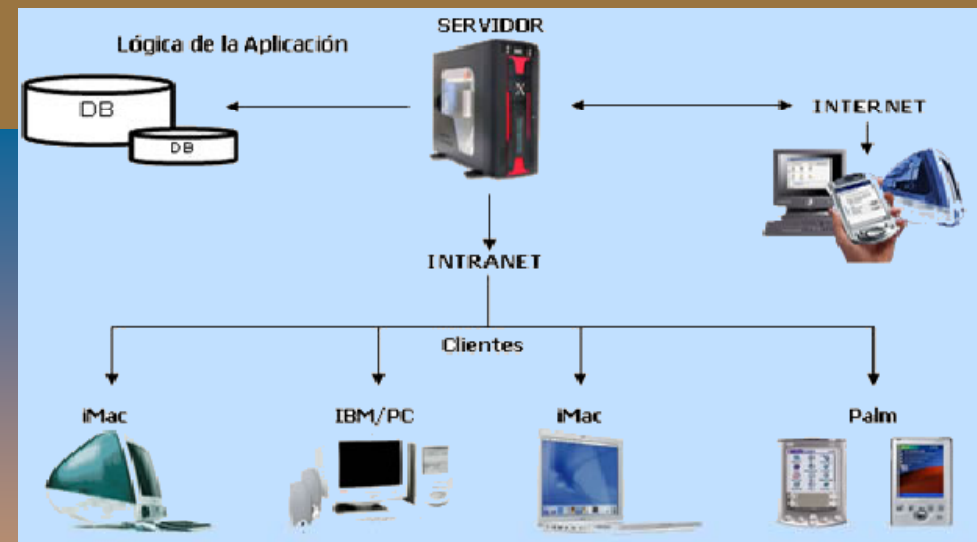 SERVIDOR
Lógica de la Aplicación
DB
DB
X
INTERNET
INTRANET
Clientes
iMac
IBM/PC
iMac
Palm